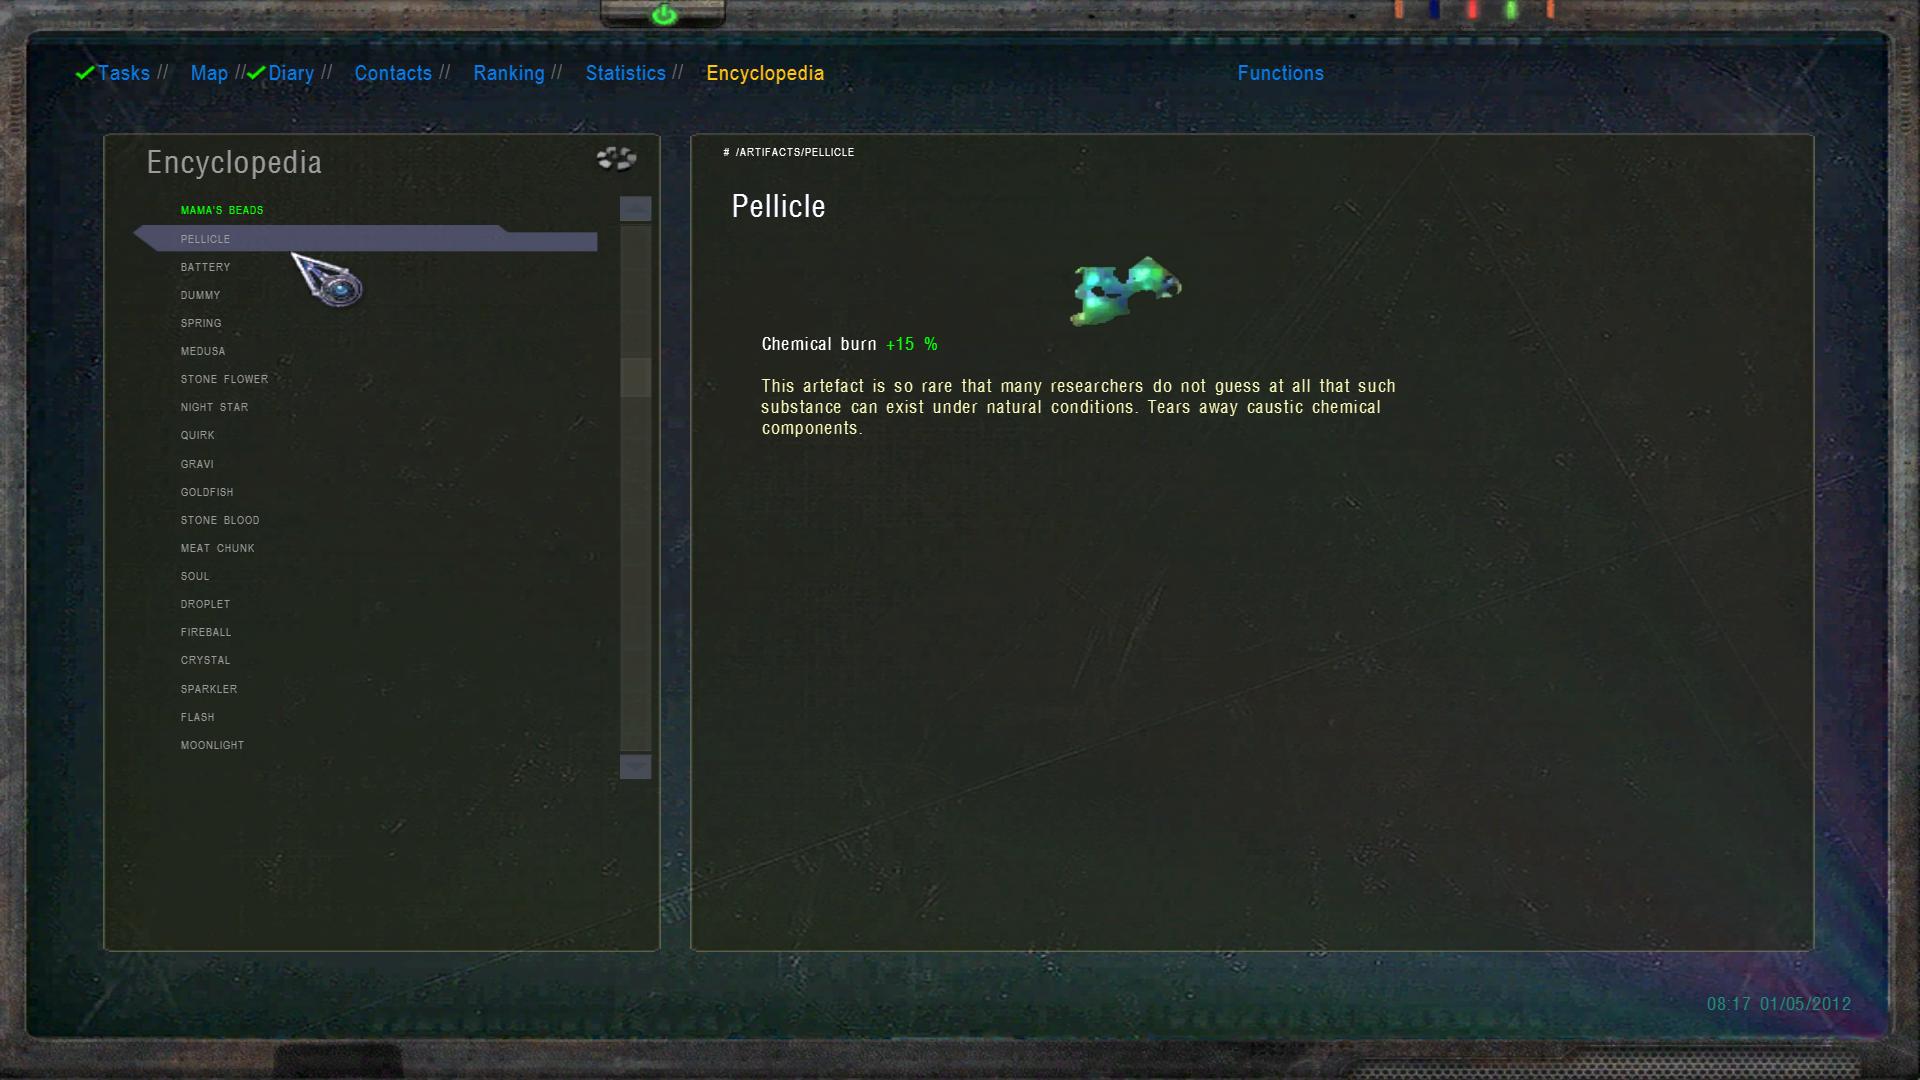 Tasks // Map // Diary // Contacts // Ranking // Statistics // Encyclopedia Functions
Encyclopedia
MAMA'S BEADS
PELLICLE
BATTERY
DUMMY
SPRING
MEDUSA
STONE FLOWER
NIGHT STAR
QUIRK
GRAVI
GOLDFISH
STONE BLOOD
MEAT CHUNK
SOUL
DROPLET
FIREBALL
CRYSTAL
SPARKLER
FLASH
MOONLIGHT
# /ARTIFACTS/PELLICLE
Pellicle
Chemical burn +15 %
This artefact is so rare that many researchers do not guess at all that such
substance can exist under natural conditions. Tears away caustic chemical
components.
08:17 01/05/2012